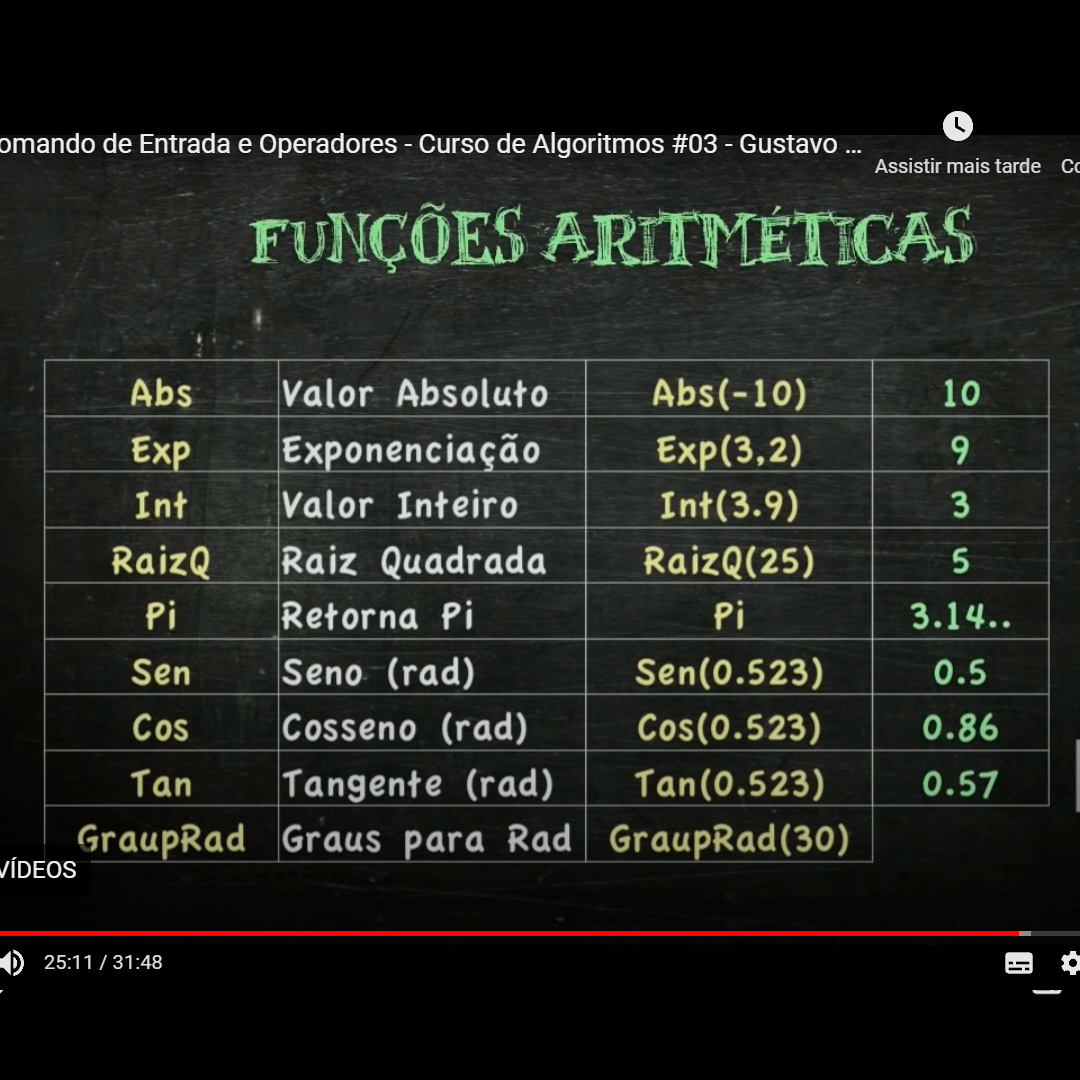 omando de Entrada e Operadores - Curso de Algoritmos #03 - Gustavo ...
Assistir mais tarde Co
FUNÇÕES ARITMÉTICAS
Abs Valor Absoluto Abs(-10) 10
Exp Exponenciação Exp(3,2) 9
Int Valor Inteiro Int(3.9) 3
RaizQ Raiz Quadrada RaizQ(25) 5
Pi Retorna Pi Pi 3.14..
Sen Seno (rad) Sen(0.523) 0.5
Cos Cosseno (rad) Cos(0.523) 0.86
Tan Tangente (rad) Tan(0.523) 0.57
GraupRad Graus para Rad GraupRad(30)
VÍDEOS
25:11 / 31:48